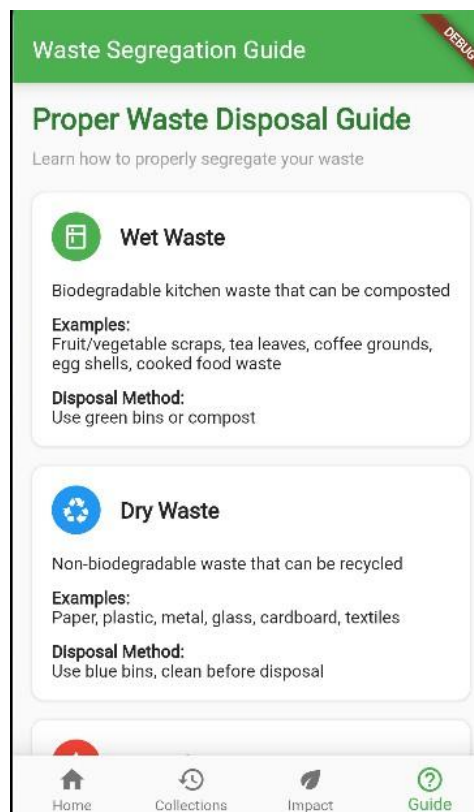 Waste Segregation Guide
DEBUG
Proper Waste Disposal Guide
Learn how to properly segregate your waste
Wet Waste
Biodegradable kitchen waste that can be composted
Examples:
Fruit/vegetable scraps, tea leaves, coffee grounds,
egg shells, cooked food waste
Disposal Method:
Use green bins or compost
Dry Waste
Non-biodegradable waste that can be recycled
Examples:
Paper, plastic, metal, glass, cardboard, textiles
Disposal Method:
Use blue bins, clean before disposal
Home
Collections
Impact
Guide